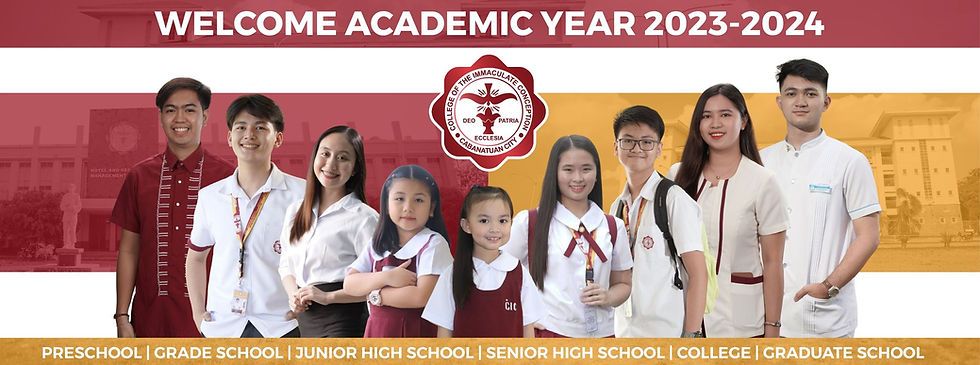 WELCOME ACADEMIC YEAR 2023-2024
COLLEGE OF THE IMMACULATE CONCEPTION
DEO PATRIA
ECCLESIA
CABANATUAN CITY
CIC
PRESCHOOL | GRADE SCHOOL | JUNIOR HIGH SCHOOL | SENIOR HIGH SCHOOL | COLLEGE | GRADUATE SCHOOL